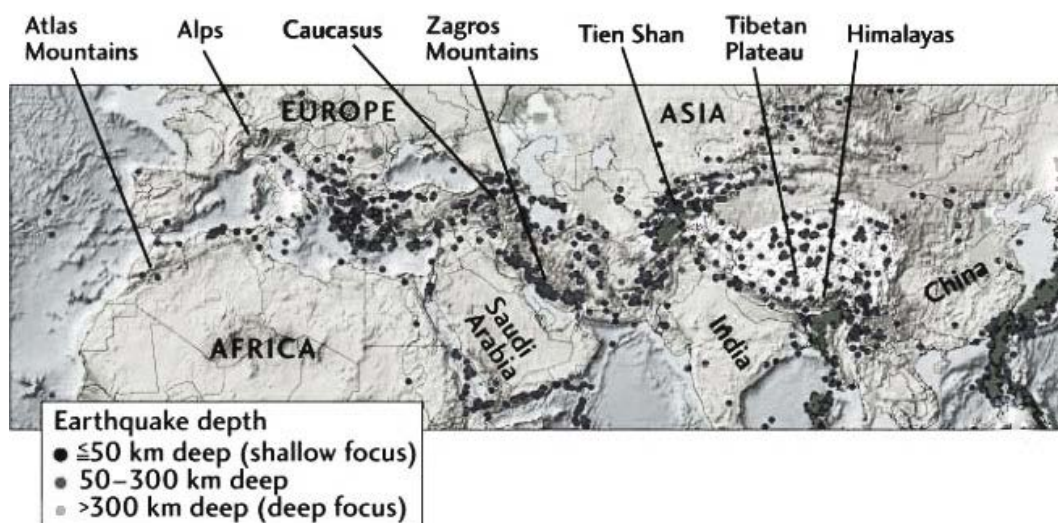 Atlas
Mountains
Alps
Caucasus
Zagros
Mountains
Tien Shan
Tibetan
Plateau
Himalayas
EUROPE
ASIA
AFRICA
Saudi
Arabia
India
China
Earthquake depth
≦50 km deep (shallow focus)
50–300 km deep
>300 km deep (deep focus)